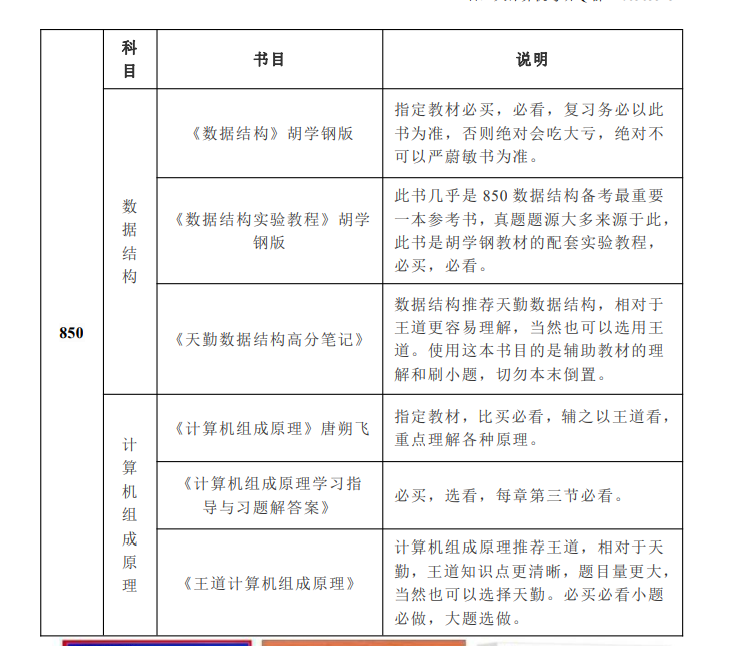 科
目
书目
说明
850
数
据
结
构
《数据结构》胡学钢版
指定教材必买，必看，复习务必以此
书为准，否则绝对会吃大亏，绝对不
可以严蔚敏书为准。
《数据结构实验教程》胡学
钢版
此书几乎是 850 数据结构备考最重要
一本参考书，真题题源大多来源于此，
此书是胡学钢教材的配套实验教程，
必买，必看。
《天勤数据结构高分笔记》
数据结构推荐天勤数据结构，相对于
王道更容易理解，当然也可以选用王
道。使用这本书目的是辅助教材的理
解和刷小题，切勿本末倒置。
计
算
机
组
成
原
理
《计算机组成原理》唐朔飞
指定教材，比买必看，辅之以王道看，
重点理解各种原理。
《计算机组成原理学习指
导与习题解答案》
必买，选看，每章第三节必看。
《王道计算机组成原理》
计算机组成原理推荐王道，相对于天
勤，王道知识点更清晰，题目量更大，
当然也可以选择天勤。必买必看小题
必做，大题选做。